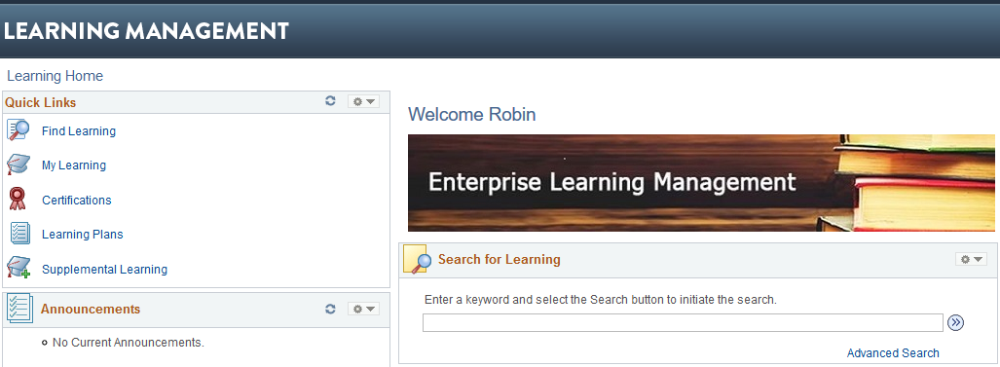 LEARNING MANAGEMENT
Learning Home
Quick Links
Find Learning
My Learning
Certifications
Learning Plans
Supplemental Learning
Announcements
No Current Announcements.
Welcome Robin
Enterprise Learning Management
Search for Learning
Enter a keyword and select the Search button to initiate the search.
Advanced Search